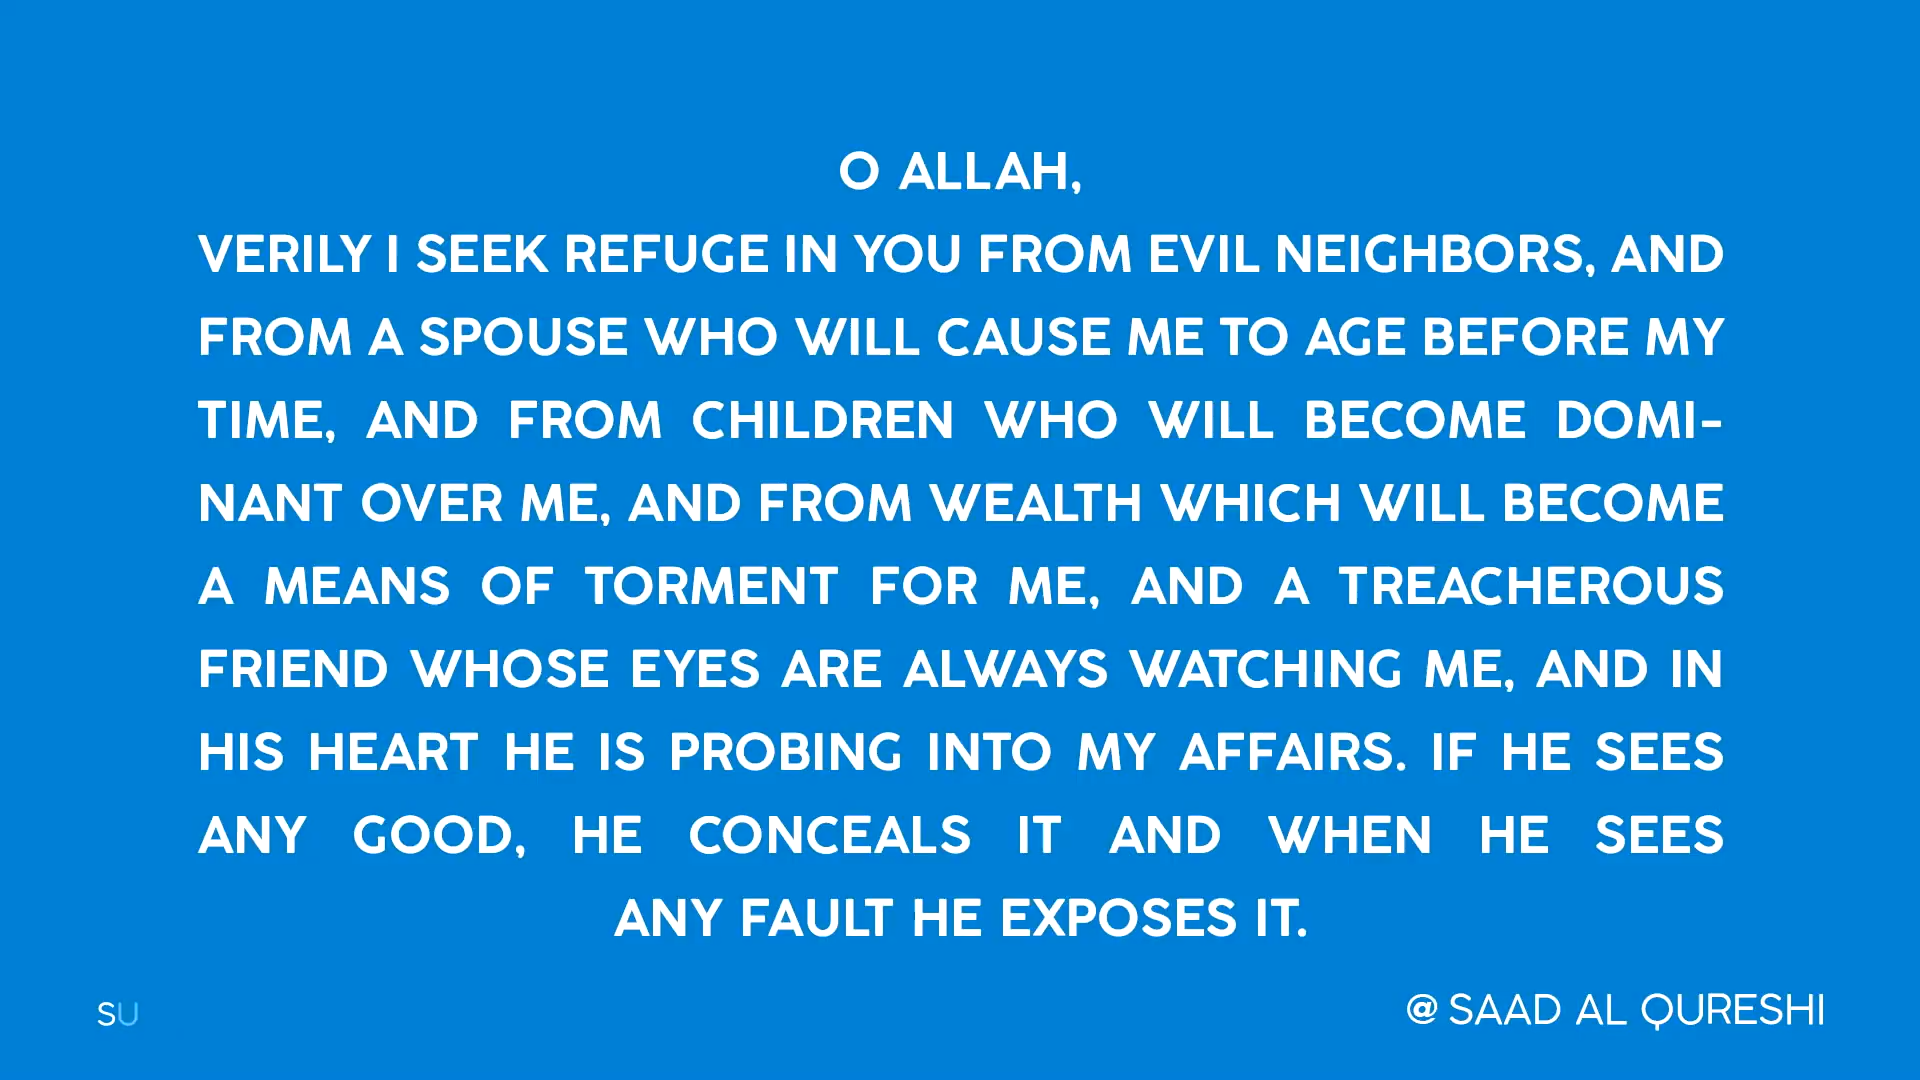 O ALLAH,
VERILY I SEEK REFUGE IN YOU FROM EVIL NEIGHBORS, AND
FROM A SPOUSE WHO WILL CAUSE ME TO AGE BEFORE MY
TIME, AND FROM CHILDREN WHO WILL BECOME DOMI-
NANT OVER ME, AND FROM WEALTH WHICH WILL BECOME
A MEANS OF TORMENT FOR ME, AND A TREACHEROUS
FRIEND WHOSE EYES ARE ALWAYS WATCHING ME, AND IN
HIS HEART HE IS PROBING INTO MY AFFAIRS. IF HE SEES
ANY GOOD, HE CONCEALS IT AND WHEN HE SEES
ANY FAULT HE EXPOSES IT.
SU
@ SAAD AL QURESHI